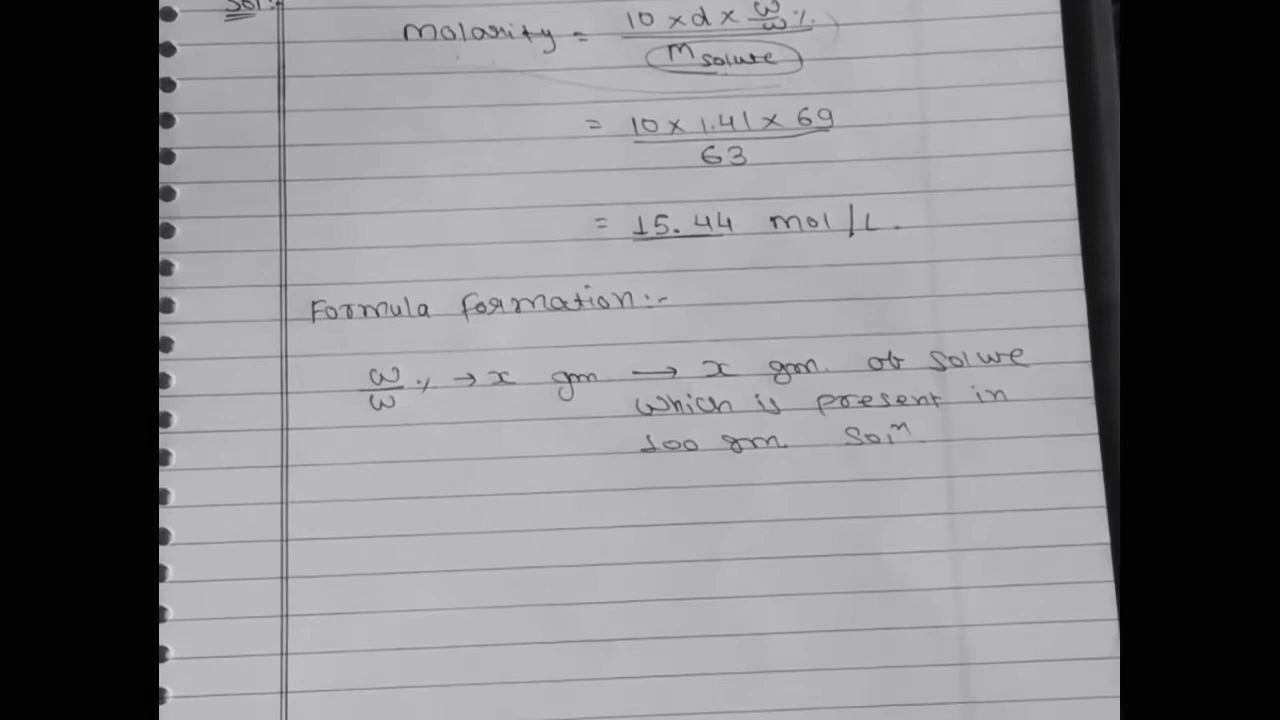 Sol:-
Molarity = 10 × d × w/w %
M solute
= 10 × 1.41 × 69
63
= 15.44 mol/L.
Formula formation:-
w/w % → x gm → x gm. of solute
which is present in
100 gm. Solⁿ.